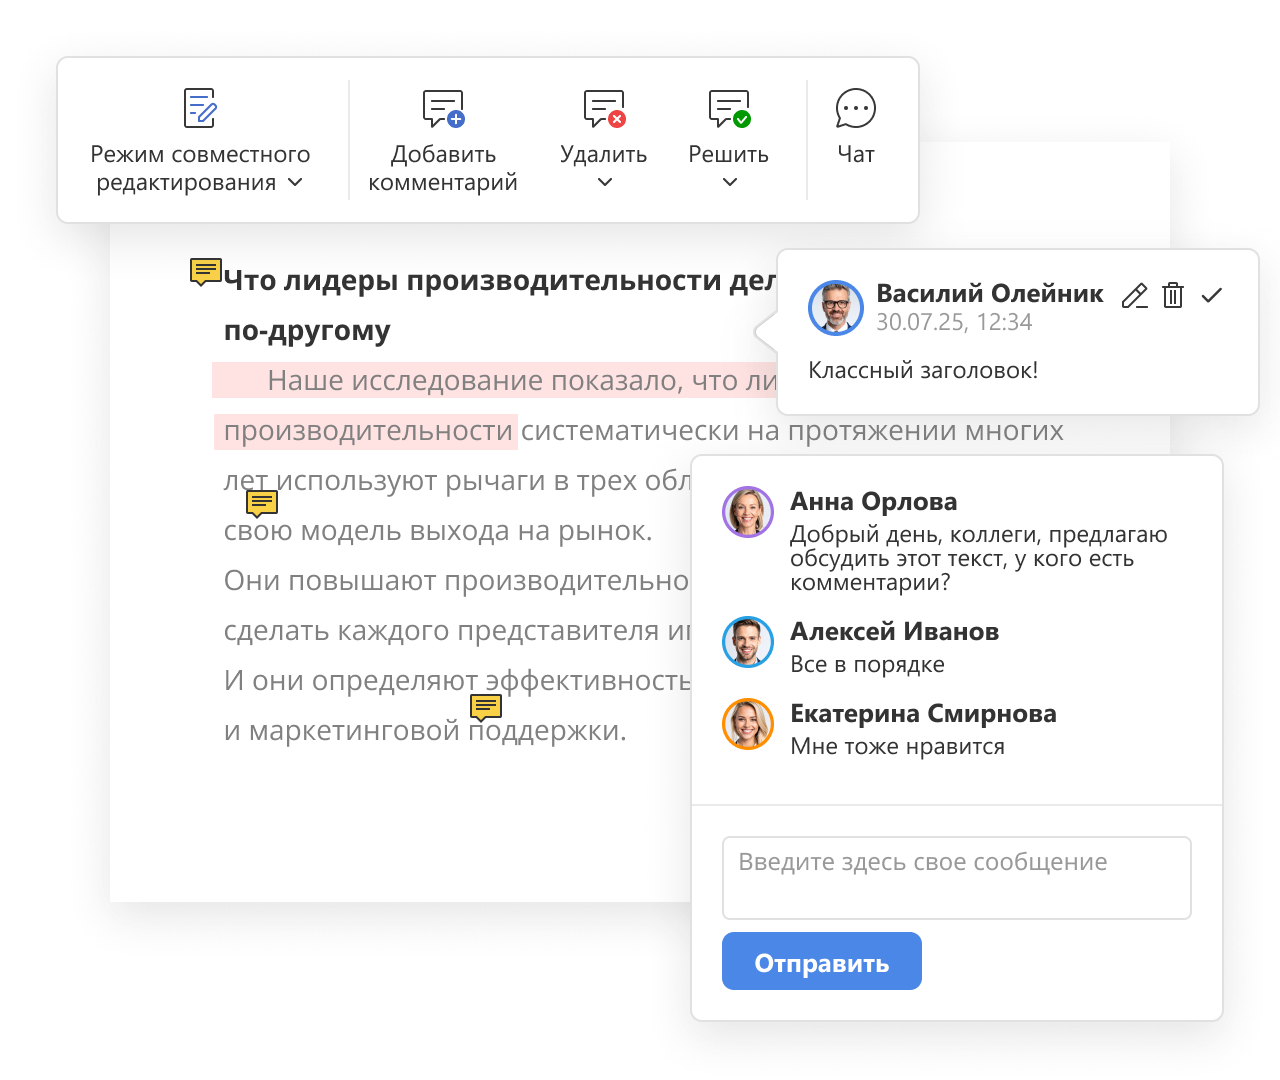 Режим совместного
редактирования
Добавить
комментарий
Удалить
Решить
Чат
Что лидеры производительности
по-другому
Василий Олейник
30.07.25, 12:34
Классный заголовок!
Наше исследование показало, что
производительности систематически на протяжении многих
лет используют рычаги в трех
свою модель выхода на рынок.
Они повышают
сделать каждого представителя
И они определяют эффективность
и маркетинговой поддержки.
Анна Орлова
Добрый день, коллеги, предлагаю
обсудить этот текст, у кого есть
комментарии?
Алексей Иванов
Все в порядке
Екатерина Смирнова
Мне тоже нравится
Введите здесь свое сообщение
Отправить